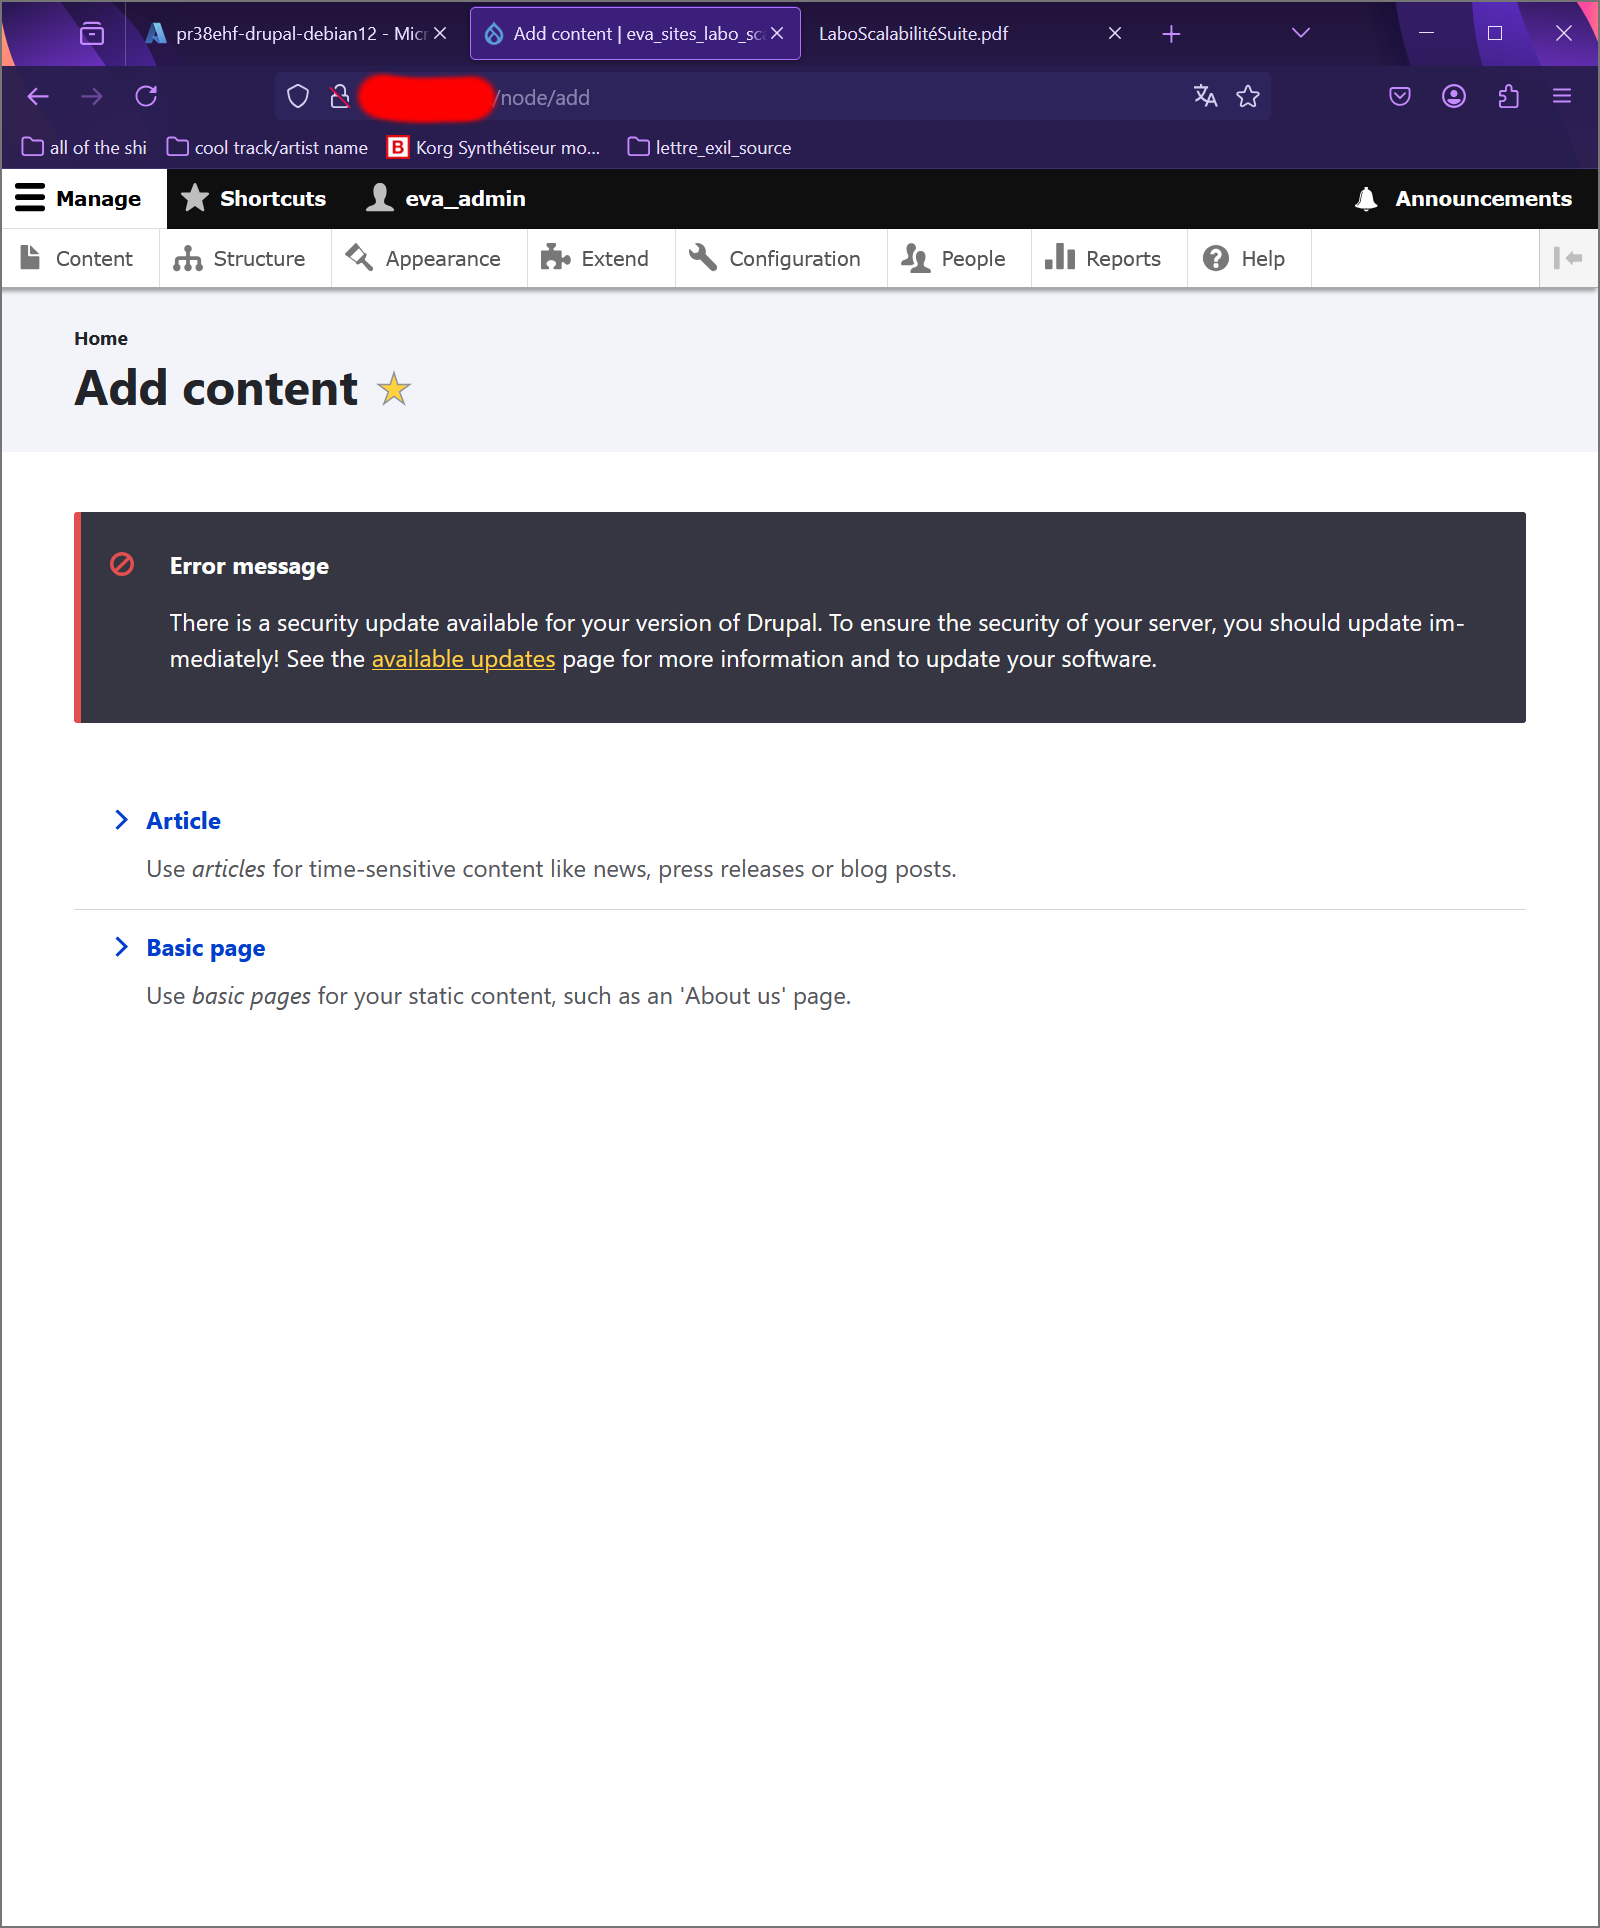 pr38ehf-drupal-debian12 - Micr
Add content | eva_sites_labo_sca
LaboScalabilitéSuite.pdf
/node/add
all of the shi
cool track/artist name
B Korg Synthétiseur mo...
lettre_exil_source
Manage
Shortcuts
eva_admin
Announcements
Content
Structure
Appearance
Extend
Configuration
People
Reports
Help
Home
Add content
Error message
There is a security update available for your version of Drupal. To ensure the security of your server, you should update im-
mediately! See the available updates page for more information and to update your software.
Article
Use articles for time-sensitive content like news, press releases or blog posts.
Basic page
Use basic pages for your static content, such as an 'About us' page.